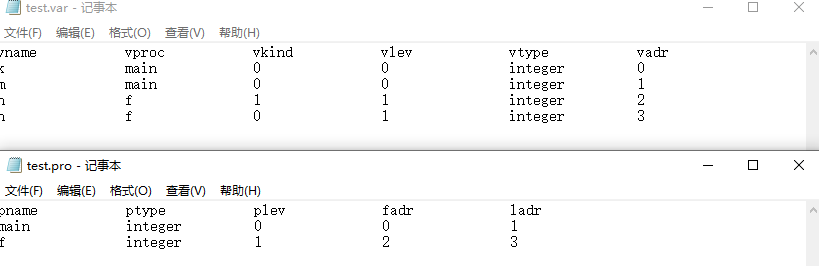 test.var - 记事本
文件(F) 编辑(E) 格式(O) 查看(V) 帮助(H)
vname vproc vkind vlev vtype vadr
k main 0 0 integer 0
m main 0 0 integer 1
n f 1 1 integer 2
n f 0 1 integer 3
test.pro - 记事本
文件(F) 编辑(E) 格式(O) 查看(V) 帮助(H)
pname ptype plev fadr ladr
main integer 0 0 1
f integer 1 2 3